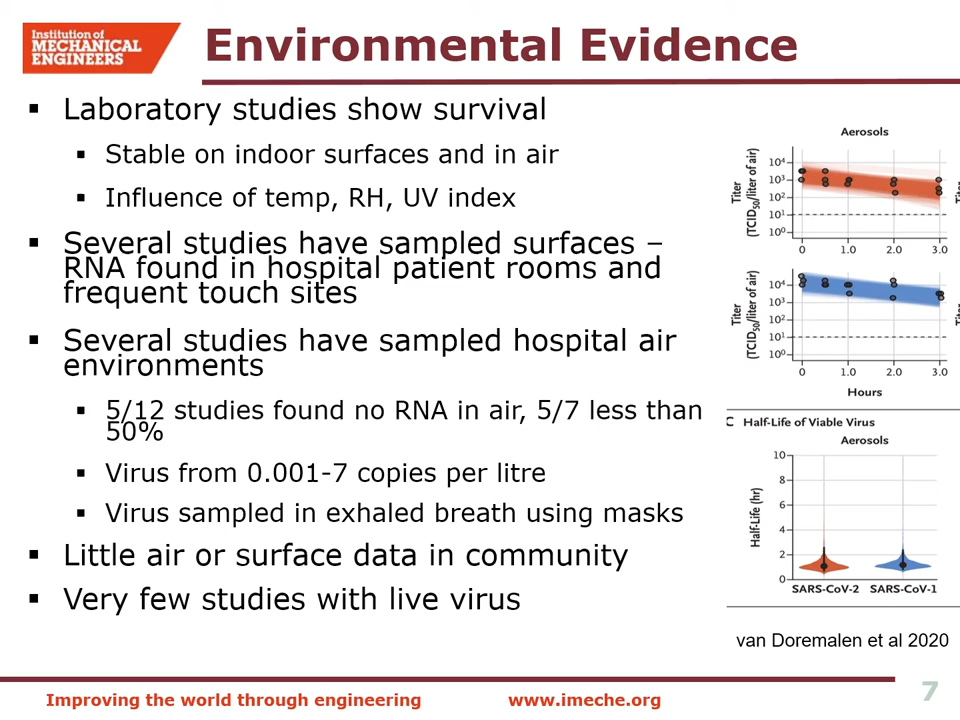 Institution of
MECHANICAL
ENGINEERS
Environmental Evidence
▪ Laboratory studies show survival
▪ Stable on indoor surfaces and in air
▪ Influence of temp, RH, UV index
▪ Several studies have sampled surfaces –
RNA found in hospital patient rooms and
frequent touch sites
▪ Several studies have sampled hospital air
environments
▪ 5/12 studies found no RNA in air, 5/7 less than
50%
▪ Virus from 0.001-7 copies per litre
▪ Virus sampled in exhaled breath using masks
▪ Little air or surface data in community
▪ Very few studies with live virus
Aerosols
Titer
(TCID50/liter of air)
10⁴
10³
10²
10¹
10⁰
0 1.0 2.0 3.0
Titer
(TCID50/liter of air)
10⁴
10³
10²
10¹
10⁰
0 1.0 2.0 3.0
Hours
C Half-Life of Viable Virus
Aerosols
Half-Life (hr)
10
8
6
4
2
0
SARS-CoV-2 SARS-CoV-1
van Doremalen et al 2020
Improving the world through engineering www.imeche.org
7